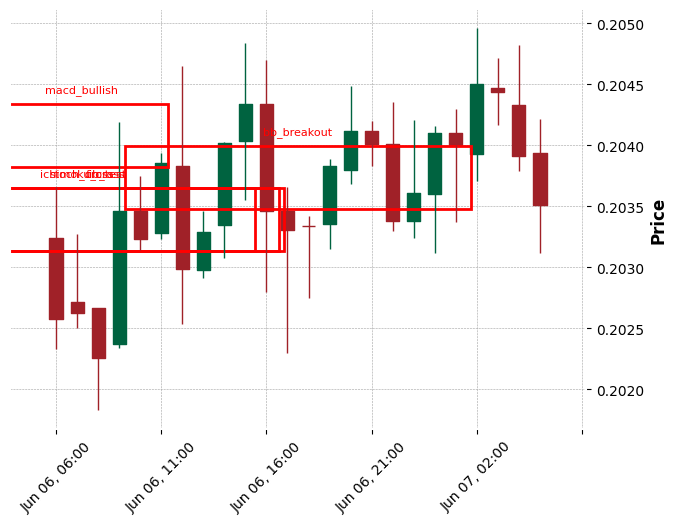 0.2050
0.2045
macd_bullish
0.2040
0.2035
Price
0.2030
0.2025
0.2020
Jun 06, 06:00
Jun 06, 11:00
Jun 06, 16:00
Jun 06, 21:00
Jun 07, 02:00